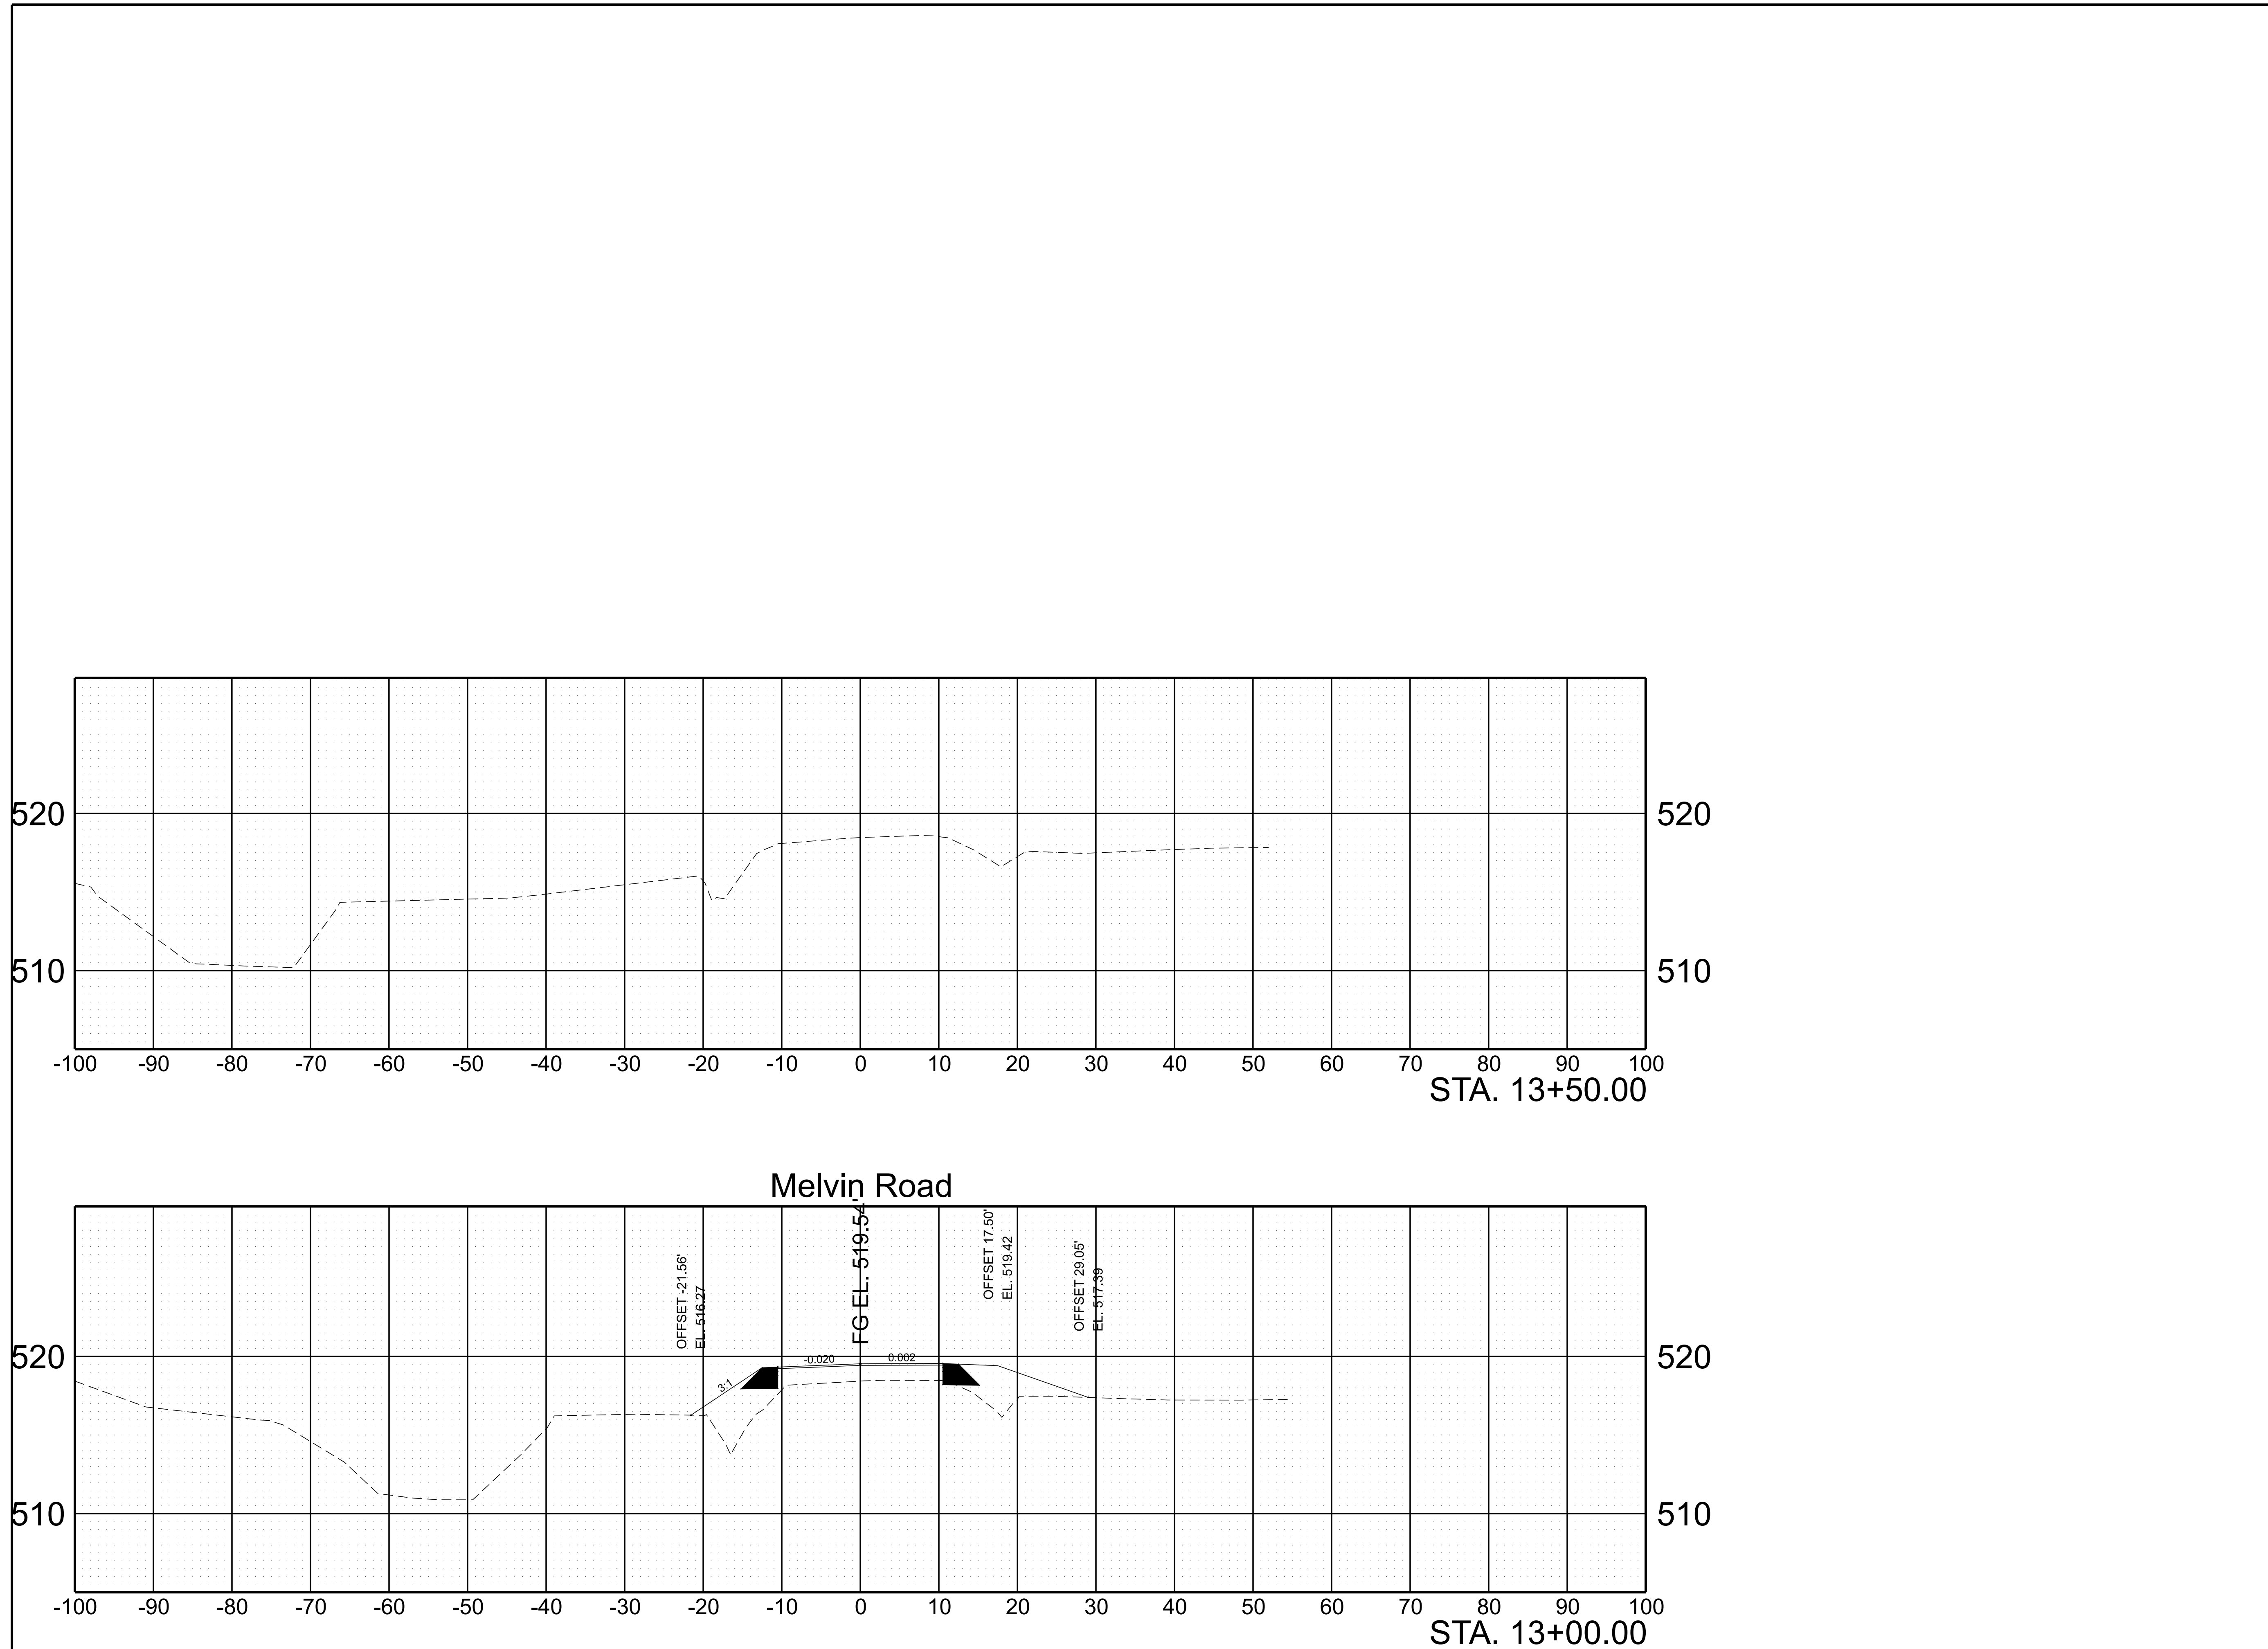 520 520
510 510
-100 -90 -80 -70 -60 -50 -40 -30 -20 -10 0 10 20 30 40 50 60 70 80 90 100
STA. 13+50.00
Melvin Road
OFFSET -21.56'
EL. 516.27
FG EL. 519.54'
OFFSET 17.50'
EL. 519.42
OFFSET 29.05'
EL. 517.39
520 520
3:1
-0.020
0.002
510 510
-100 -90 -80 -70 -60 -50 -40 -30 -20 -10 0 10 20 30 40 50 60 70 80 90 100
STA. 13+00.00